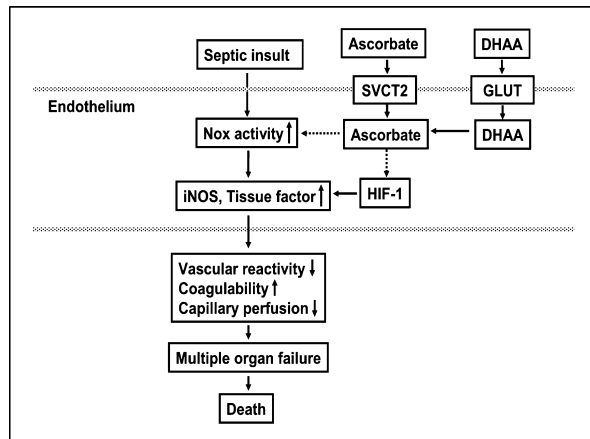 Septic insult
Ascorbate
DHAA
SVCT2
GLUT
Endothelium
Nox activity ↑
Ascorbate
DHAA
iNOS, Tissue factor ↑
HIF-1
Vascular reactivity ↓
Coagulability ↑
Capillary perfusion ↓
Multiple organ failure
Death